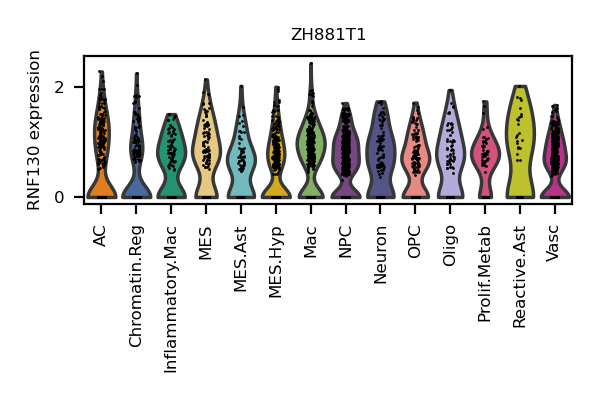 ZH881T1
RNF130 expression
2
0
AC
Chromatin.Reg
Inflammatory.Mac
MES
MES.Ast
MES.Hyp
Mac
NPC
Neuron
OPC
Oligo
Prolif.Metab
Reactive.Ast
Vasc